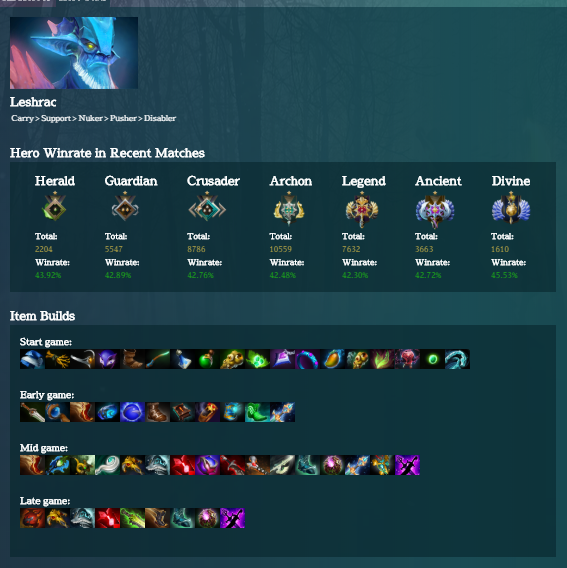 Leshrac
Carry > Support > Nuker > Pusher > Disabler
Hero Winrate in Recent Matches
Herald Guardian Crusader Archon Legend Ancient Divine
Total: Total: Total: Total: Total: Total: Total:
2204 5547 8786 10559 7632 3663 1610
Winrate: Winrate: Winrate: Winrate: Winrate: Winrate: Winrate:
43.92% 42.89% 42.76% 42.48% 42.30% 42.72% 45.53%
Item Builds
Start game:
Early game:
Mid game:
Late game: